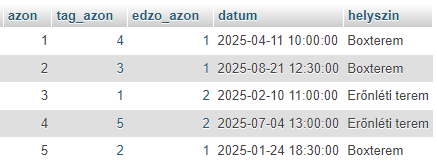 azon tag_azon edzo_azon datum helyszin
1 4 1 2025-04-11 10:00:00 Boxterem
2 3 1 2025-08-21 12:30:00 Boxterem
3 1 2 2025-02-10 11:00:00 Erőnléti terem
4 5 2 2025-07-04 13:00:00 Erőnléti terem
5 2 1 2025-01-24 18:30:00 Boxterem